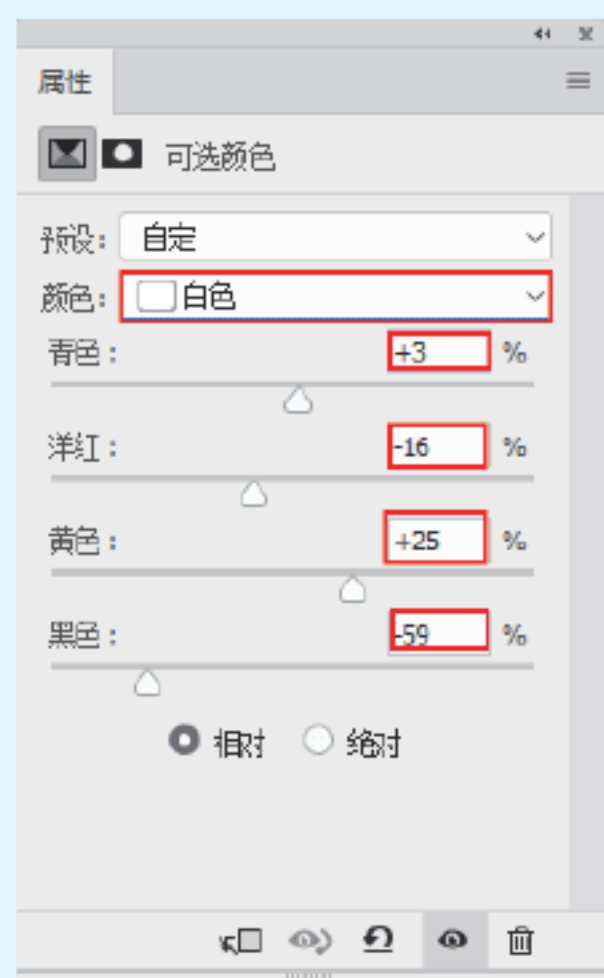 属性
可选颜色
预设： 自定
颜色： 白色
青色： +3 %
洋红： -16 %
黄色： +25 %
黑色： -59 %
相对 绝对